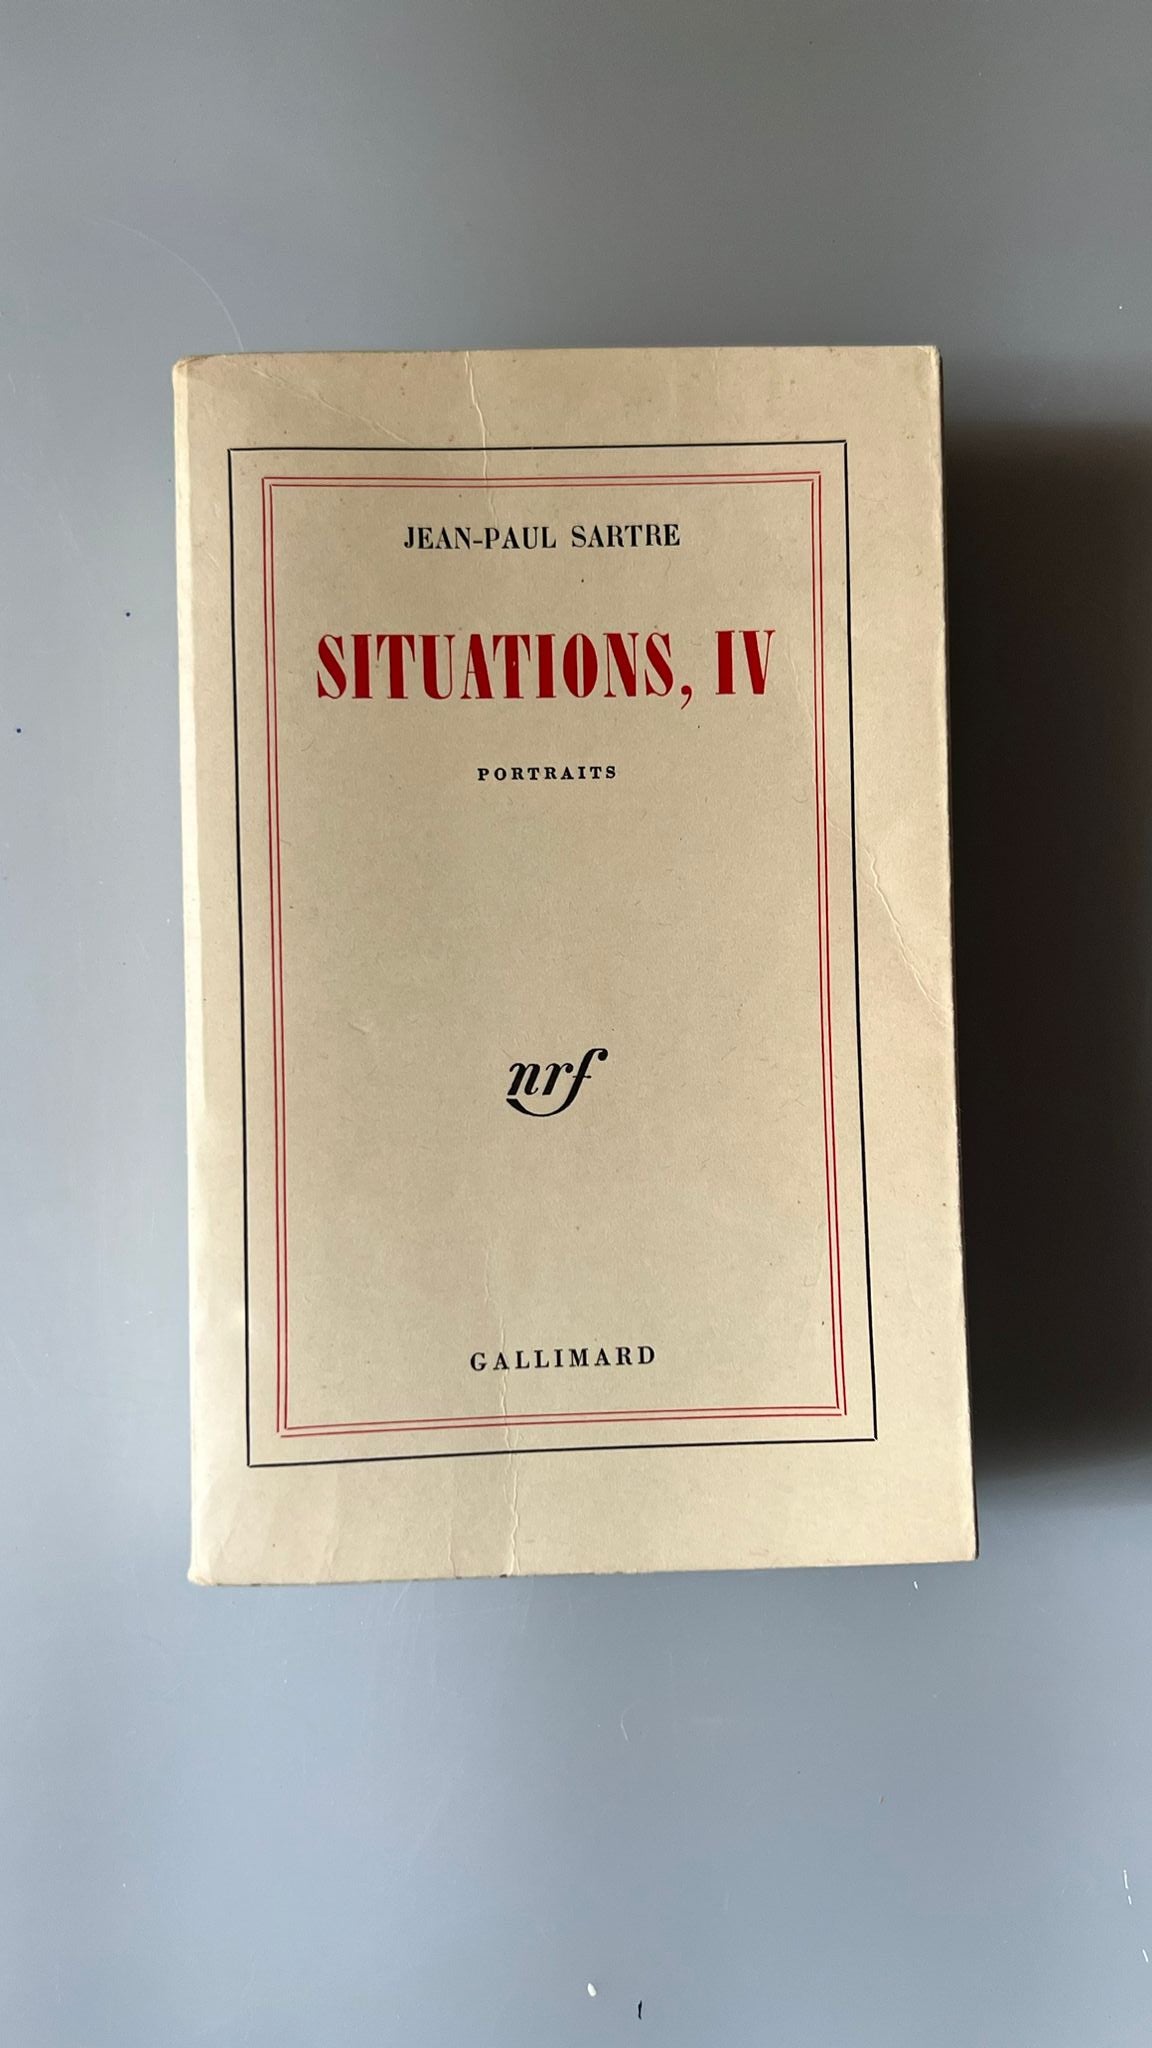 JEAN-PAUL SARTRE
SITUATIONS, IV
PORTRAITS
nrf
GALLIMARD